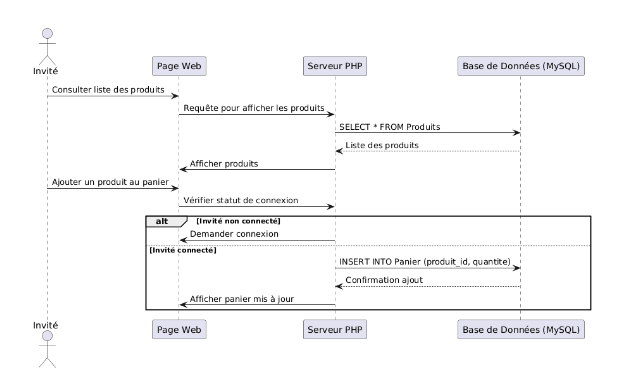 Invité
Page Web
Serveur PHP
Base de Données (MySQL)
Consulter liste des produits
Requête pour afficher les produits
SELECT * FROM Produits
Liste des produits
Afficher produits
Ajouter un produit au panier
Vérifier statut de connexion
alt [Invité non connecté]
Demander connexion
[Invité connecté]
INSERT INTO Panier (produit_id, quantite)
Confirmation ajout
Afficher panier mis à jour
Invité
Page Web
Serveur PHP
Base de Données (MySQL)